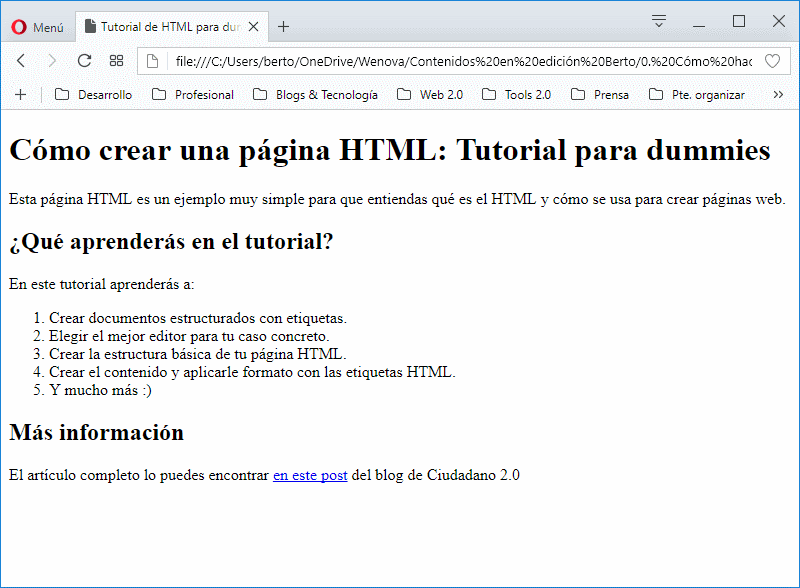 Menú
Tutorial de HTML para dur
file:///C:/Users/berto/OneDrive/Wenova/Contenidos%20en%20edición%20Berto/0.%20Cómo%20hac
Desarrollo Profesional Blogs & Tecnología Web 2.0 Tools 2.0 Prensa Pte. organizar
Cómo crear una página HTML: Tutorial para dummies
Esta página HTML es un ejemplo muy simple para que entiendas qué es el HTML y cómo se usa para crear páginas web.
¿Qué aprenderás en el tutorial?
En este tutorial aprenderás a:
1. Crear documentos estructurados con etiquetas.
2. Elegir el mejor editor para tu caso concreto.
3. Crear la estructura básica de tu página HTML.
4. Crear el contenido y aplicarle formato con las etiquetas HTML.
5. Y mucho más :)
Más información
El artículo completo lo puedes encontrar en este post del blog de Ciudadano 2.0